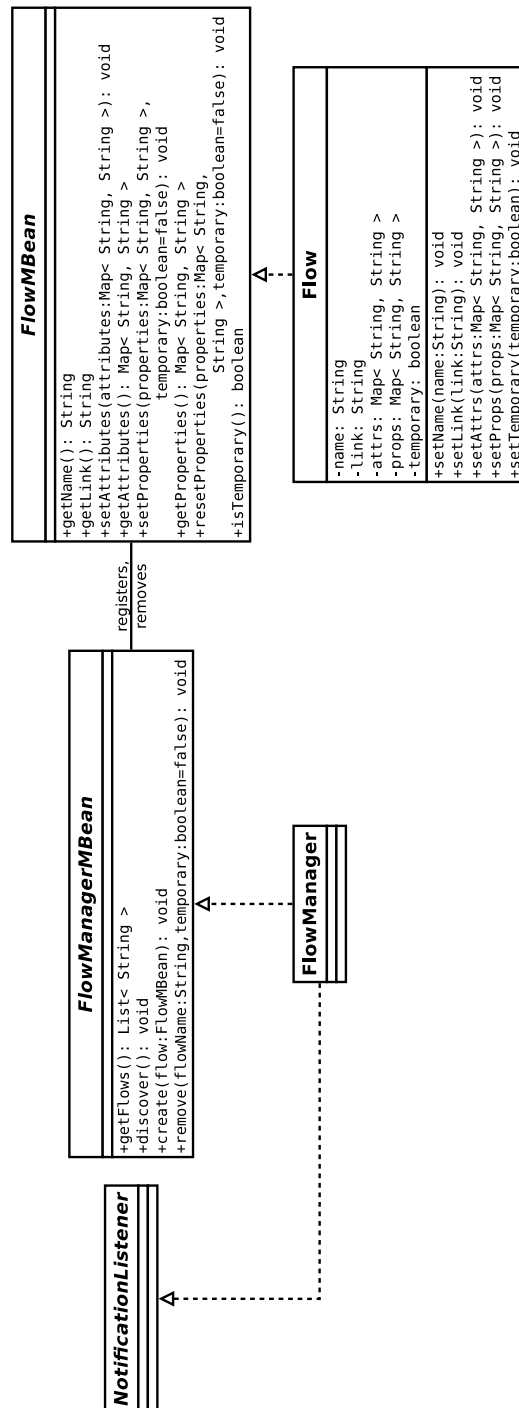 NotificationListener
FlowManagerMBean
+getFlows(): List< String >
+discover(): void
+create(flow:FlowMBean): void
+remove(flowName:String,temporary:boolean=false): void
registers,
removes
FlowMBean
+getName(): String
+getLink(): String
+setAttributes(attributes:Map< String, String >): void
+getAttributes(): Map< String, String >
+setProperties(properties:Map< String, String >,
temporary:boolean=false): void
+getProperties(): Map< String, String >
+resetProperties(properties:Map< String,
String >,temporary:boolean=false): void
+isTemporary(): boolean
FlowManager
Flow
-name: String
-link: String
-attrs: Map< String, String >
-props: Map< String, String >
-temporary: boolean
+setName(name:String): void
+setLink(link:String): void
+setAttrs(attrs:Map< String, String >): void
+setProps(props:Map< String, String >): void
+setTemporary(temporary:boolean): void